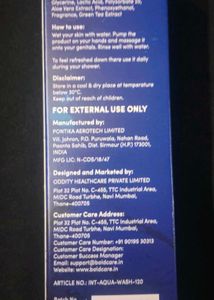 Glycerine, Lactic Acid, Polysorbate 20,
Aloe Vera Extract, Phenoxyethanol,
Fragrance, Green Tea Extract
How to use:
Wet your skin with water. Pump the
product on your hands and massage it
onto your genitals. Rinse well with water.
To feel refreshed down there use it daily
during your shower.
Disclaimer:
Store in a cool & dry place at temperature
below 30°C.
Keep out of reach of children.
FOR EXTERNAL USE ONLY
Manufactured by:
PONTIKA AEROTECH LIMITED
Vill. Johron, P.O. Puruwala, Nahan Road,
Paonta Sahib, Dist. Sirmour (H.P.) 173001,
INDIA
MFG LIC: N-COS/18/47
Designed and Marketed by:
ODDITY HEALTHCARE PRIVATE LIMITED
Plot 32 Plot No. C-455, TTC Industrial Area,
MIDC Road Turbhe, Navi Mumbai,
Thane-400705
Customer Care Address:
Plot 32 Plot No. C-455, TTC Industrial Area,
MIDC Road Turbhe, Navi Mumbai,
Thane-400705
Customer Care Number: +91 90195 30313
Customer Care Designation:
Customer Success Manager
Email: support@boldcare.in
Website: www.boldcare.in
ARTICLE NO.: INT-AQUA-WASH-120
Batch No